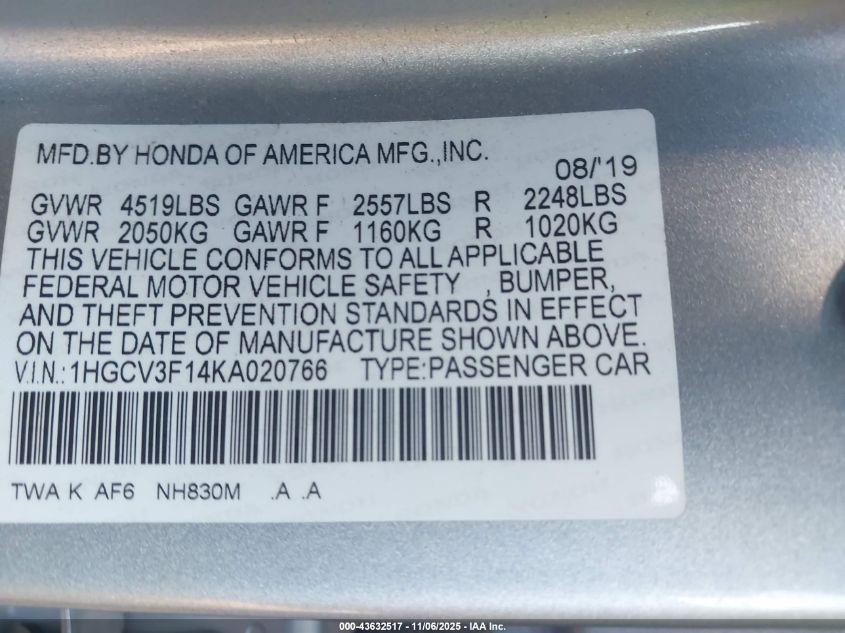 MFD.BY HONDA OF AMERICA MFG.,INC.
08/'19
GVWR 4519LBS GAWR F 2557LBS R 2248LBS
GVWR 2050KG GAWR F 1160KG R 1020KG
THIS VEHICLE CONFORMS TO ALL APPLICABLE
FEDERAL MOTOR VEHICLE SAFETY , BUMPER,
AND THEFT PREVENTION STANDARDS IN EFFECT
ON THE DATE OF MANUFACTURE SHOWN ABOVE.
V.I.N.:1HGCV3F14KA020766 TYPE:PASSENGER CAR
TWA K AF6 NH830M .A .A
000-43632517 - 11/06/2025 - IAA Inc.